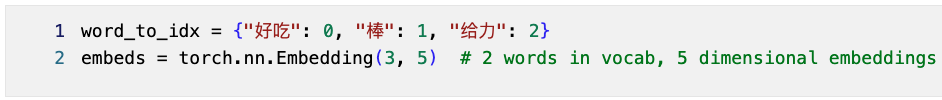 1 word_to_idx = {"好吃": 0, "棒": 1, "给力": 2}
2 embeds = torch.nn.Embedding(3, 5)  # 2 words in vocab, 5 dimensional embeddings